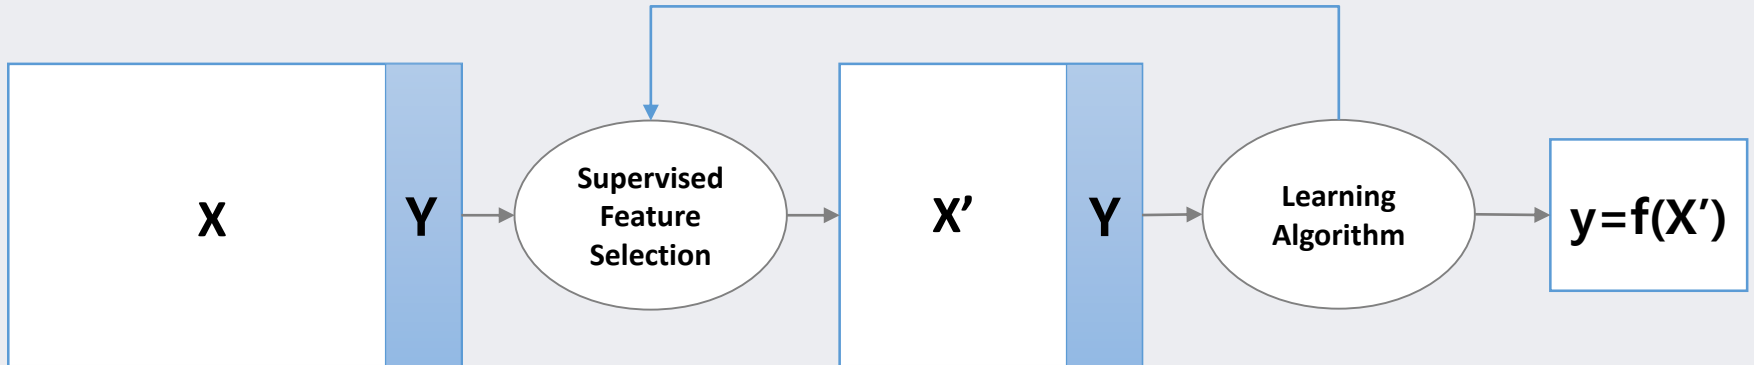 X
Y
Supervised
Feature
Selection
X’
Y
Learning
Algorithm
y=f(X’)